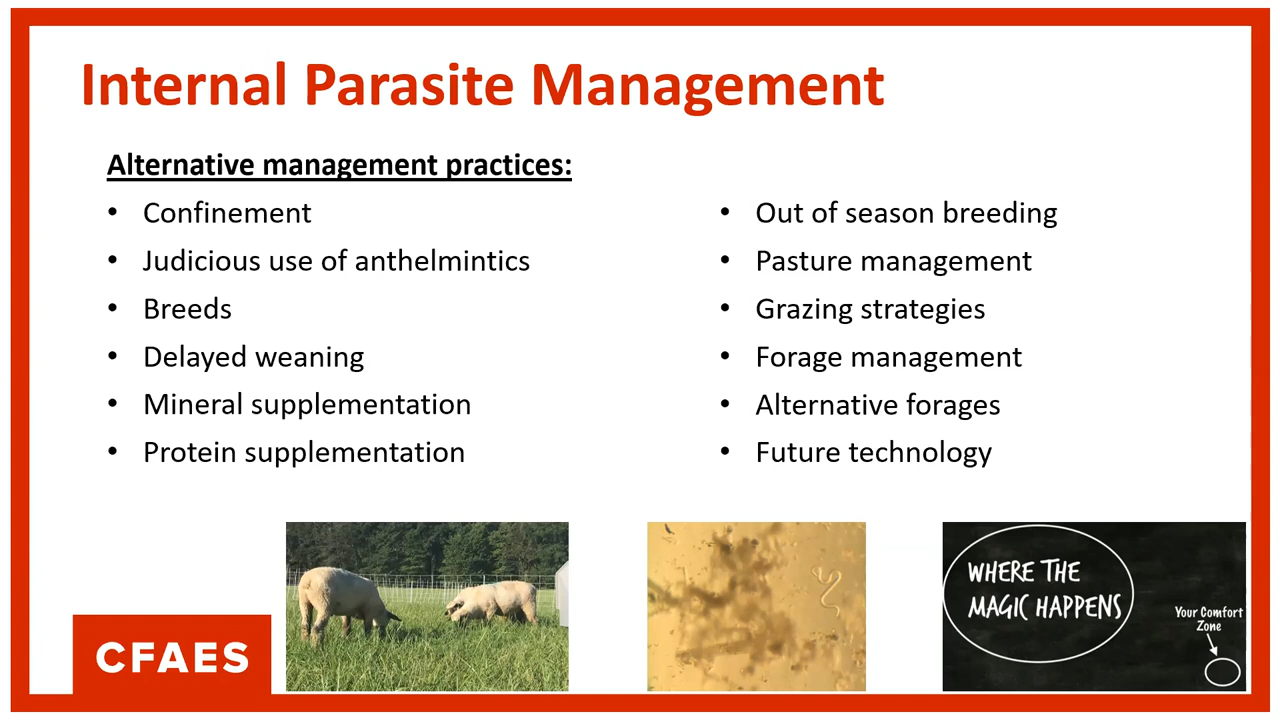 Internal Parasite Management
Alternative management practices:
• Confinement
• Judicious use of anthelmintics
• Breeds
• Delayed weaning
• Mineral supplementation
• Protein supplementation
• Out of season breeding
• Pasture management
• Grazing strategies
• Forage management
• Alternative forages
• Future technology
CFAES
WHERE THE
MAGIC HAPPENS
Your Comfort
Zone